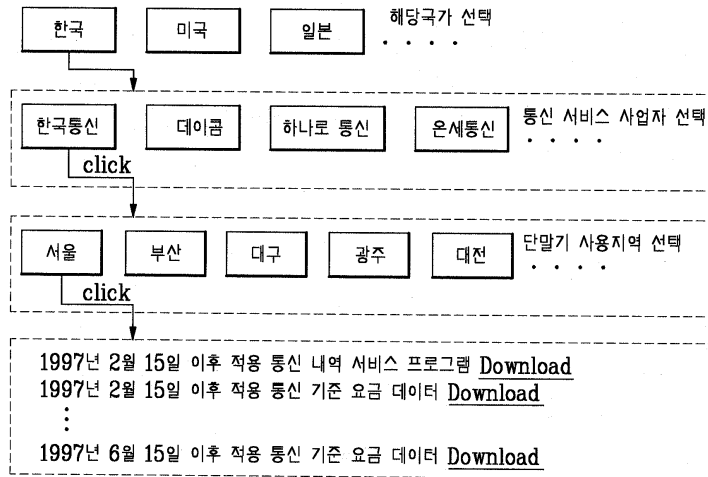 한국 미국 일본 해당국가 선택
· · · ·
한국통신 데이콤 하나로 통신 온세통신 통신 서비스 사업자 선택
· · · ·
click
서울 부산 대구 광주 대전 단말기 사용지역 선택
· · · ·
click
1997년 2월 15일 이후 적용 통신 내역 서비스 프로그램 Download
1997년 2월 15일 이후 적용 통신 기준 요금 데이터 Download
⋮
1997년 6월 15일 이후 적용 통신 기준 요금 데이터 Download